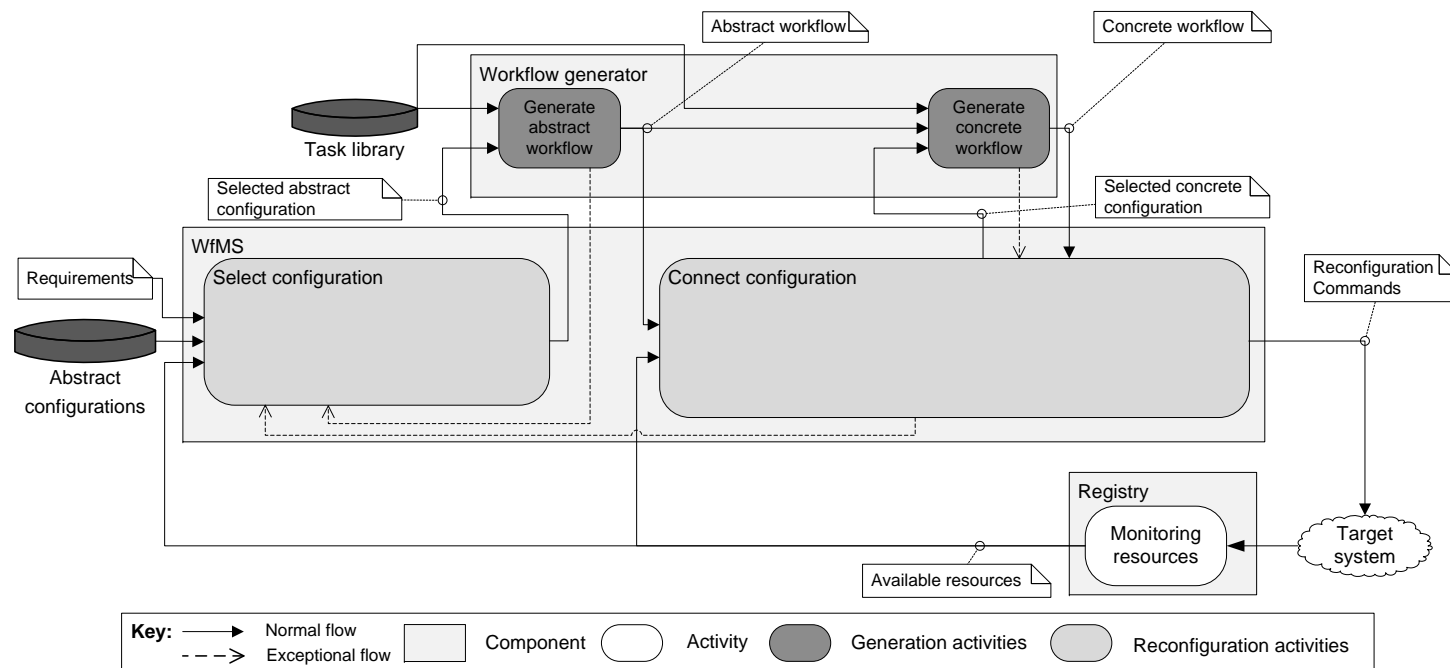 Abstract workflow
Concrete workflow
Workflow generator
Generate
abstract
workflow
Generate
concrete
workflow
Task library
Selected abstract
configuration
Selected concrete
configuration
WfMS
Requirements
Select configuration
Connect configuration
Reconfiguration
Commands
Abstract
configurations
Registry
Monitoring
resources
Target
system
Available resources
Key:
Normal flow
Exceptional flow
Component
Activity
Generation activities
Reconfiguration activities